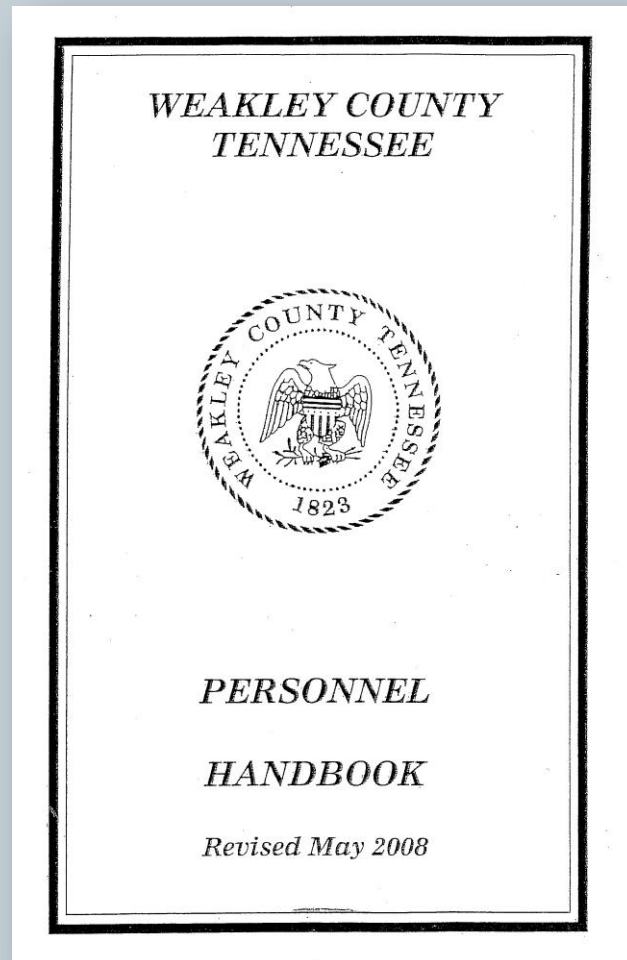 WEAKLEY COUNTY
TENNESSEE
WEAKLEY COUNTY TENNESSEE
1823
PERSONNEL
HANDBOOK
Revised May 2008